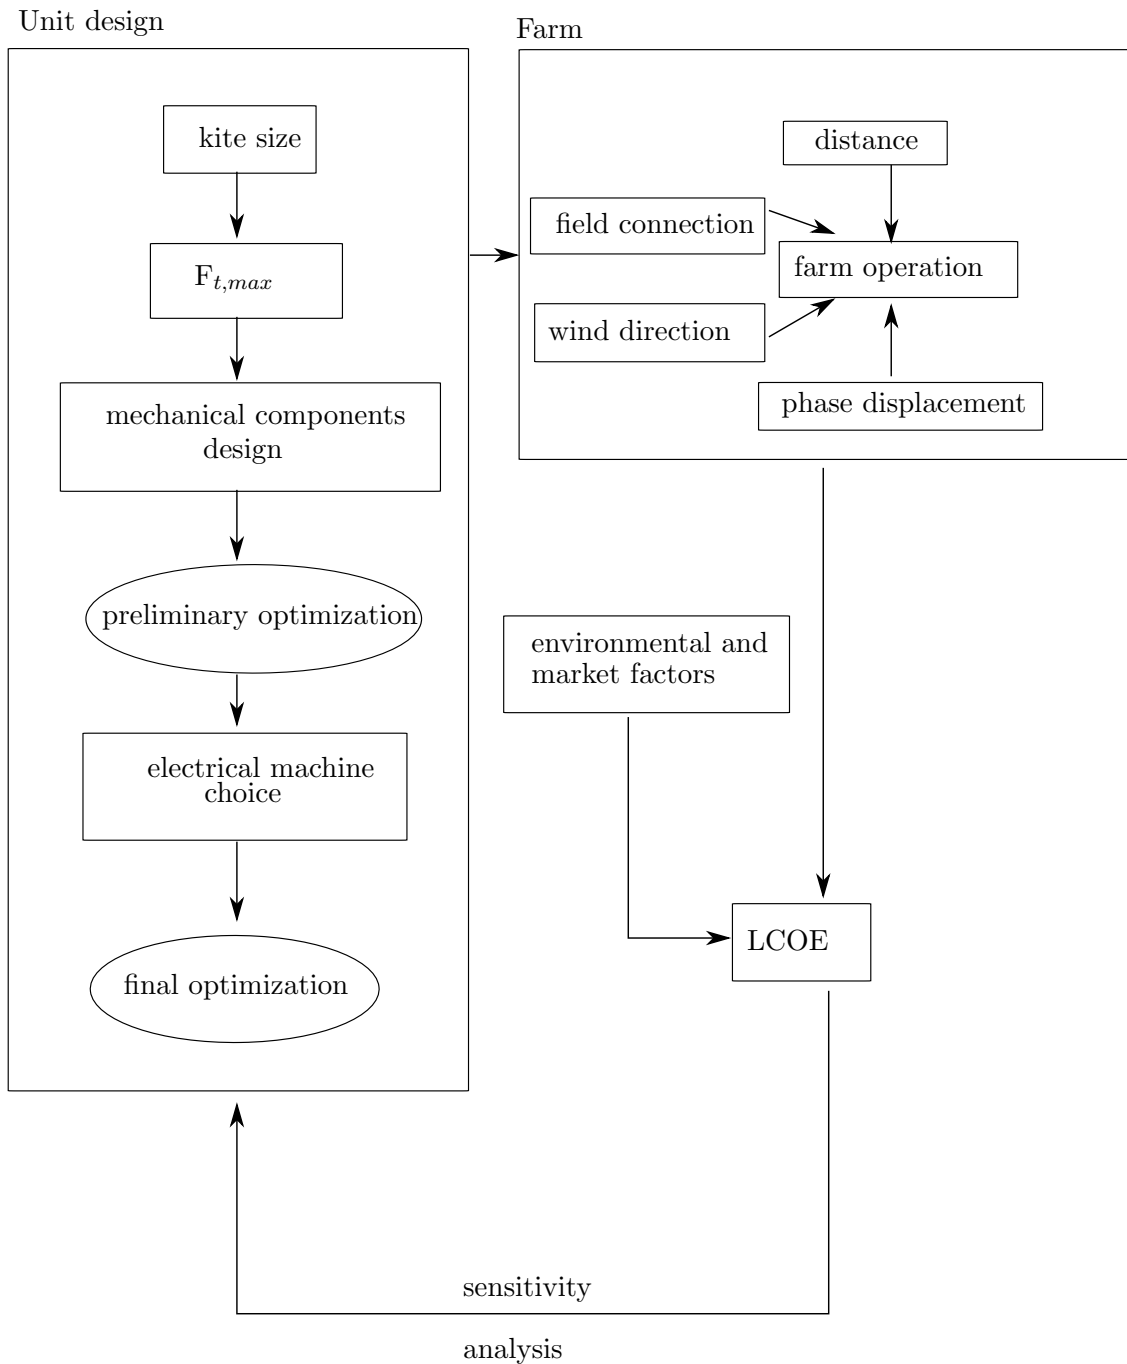 Unit design
kite size
F_{t,max}
mechanical components
design
preliminary optimization
electrical machine
choice
final optimization
Farm
distance
field connection
farm operation
wind direction
phase displacement
environmental and
market factors
LCOE
sensitivity
analysis